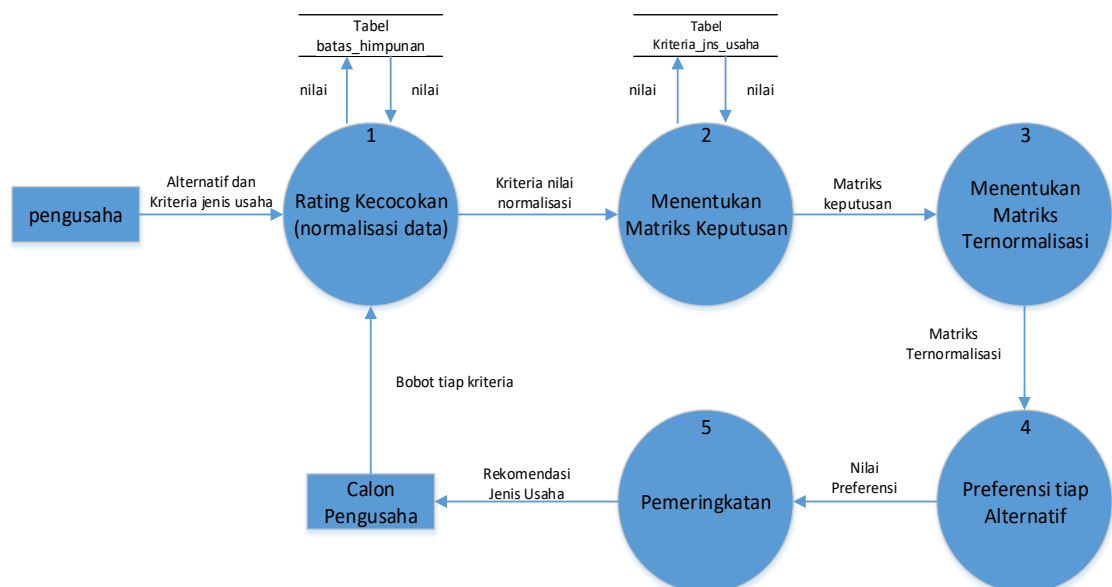 Tabel
batas_himpunan
Tabel
Kriteria_jns_usaha
nilai
nilai
nilai
nilai
1
2
3
pengusaha
Alternatif dan
Kriteria jenis usaha
Rating Kecocokan
(normalisasi data)
Kriteria nilai
normalisasi
Menentukan
Matriks Keputusan
Matriks
keputusan
Menentukan
Matriks
Ternormalisasi
Matriks
Ternormalisasi
Bobot tiap kriteria
5
4
Calon
Pengusaha
Rekomendasi
Jenis Usaha
Pemeringkatan
Nilai
Preferensi
Preferensi tiap
Alternatif